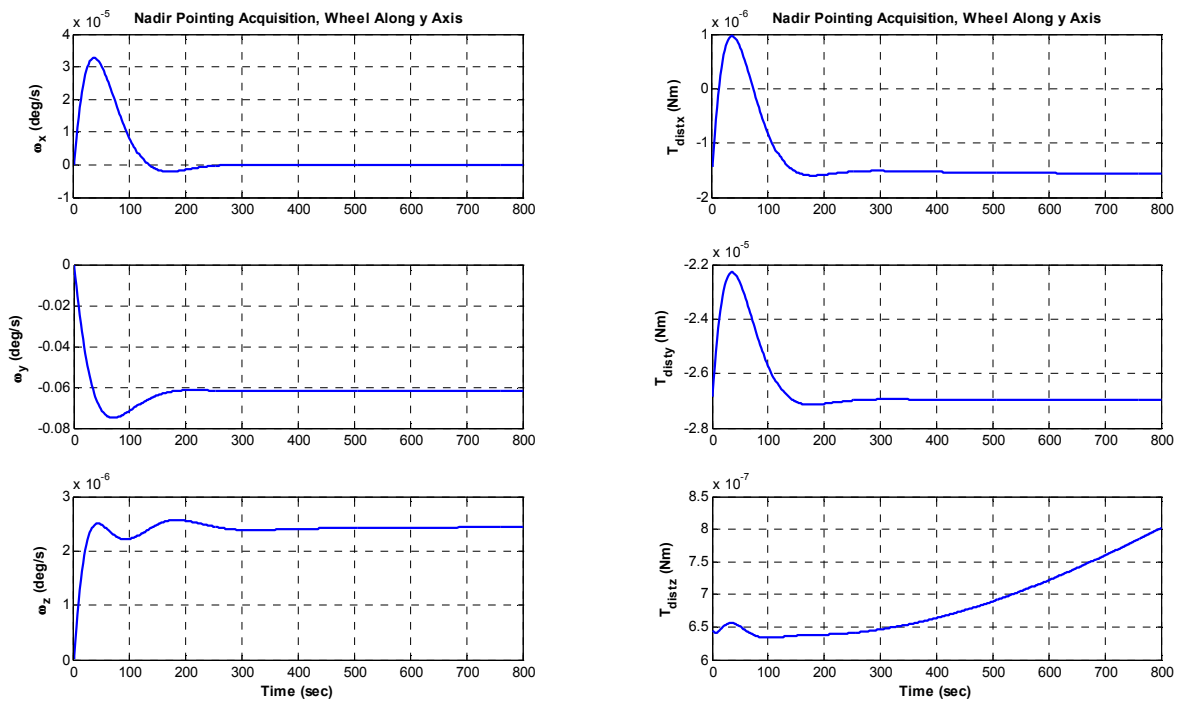 Nadir Pointing Acquisition, Wheel Along y Axis
x 10^-5
4
3
2
1
0
-1
ω_x (deg/s)
0 100 200 300 400 500 600 700 800
0
-0.02
-0.04
-0.06
-0.08
ω_y (deg/s)
0 100 200 300 400 500 600 700 800
x 10^-6
3
2
1
0
ω_z (deg/s)
0 100 200 300 400 500 600 700 800
Time (sec)
Nadir Pointing Acquisition, Wheel Along y Axis
x 10^-6
1
0
-1
-2
T_distx (Nm)
0 100 200 300 400 500 600 700 800
x 10^-5
-2.2
-2.4
-2.6
-2.8
T_disty (Nm)
0 100 200 300 400 500 600 700 800
x 10^-7
8.5
8
7.5
7
6.5
6
T_distz (Nm)
0 100 200 300 400 500 600 700 800
Time (sec)